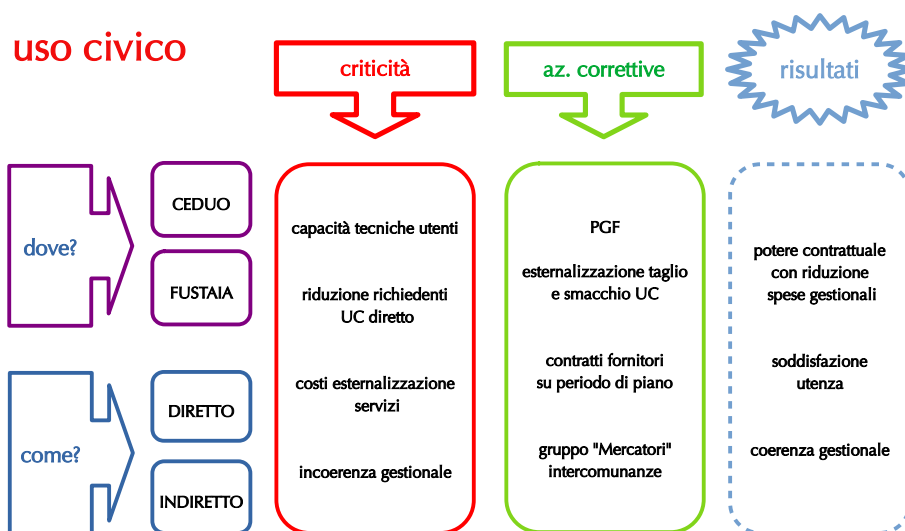 uso civico
criticità
az. correttive
risultati
dove?
CEDUO
FUSTAIA
come?
DIRETTO
INDIRETTO
capacità tecniche utenti
riduzione richiedenti
UC diretto
costi esternalizzazione
servizi
incoerenza gestionale
PGF
esternalizzazione taglio
e smacchio UC
contratti fornitori
su periodo di piano
gruppo "Mercatori"
intercomunanze
potere contrattuale
con riduzione
spese gestionali
soddisfazione
utenza
coerenza gestionale